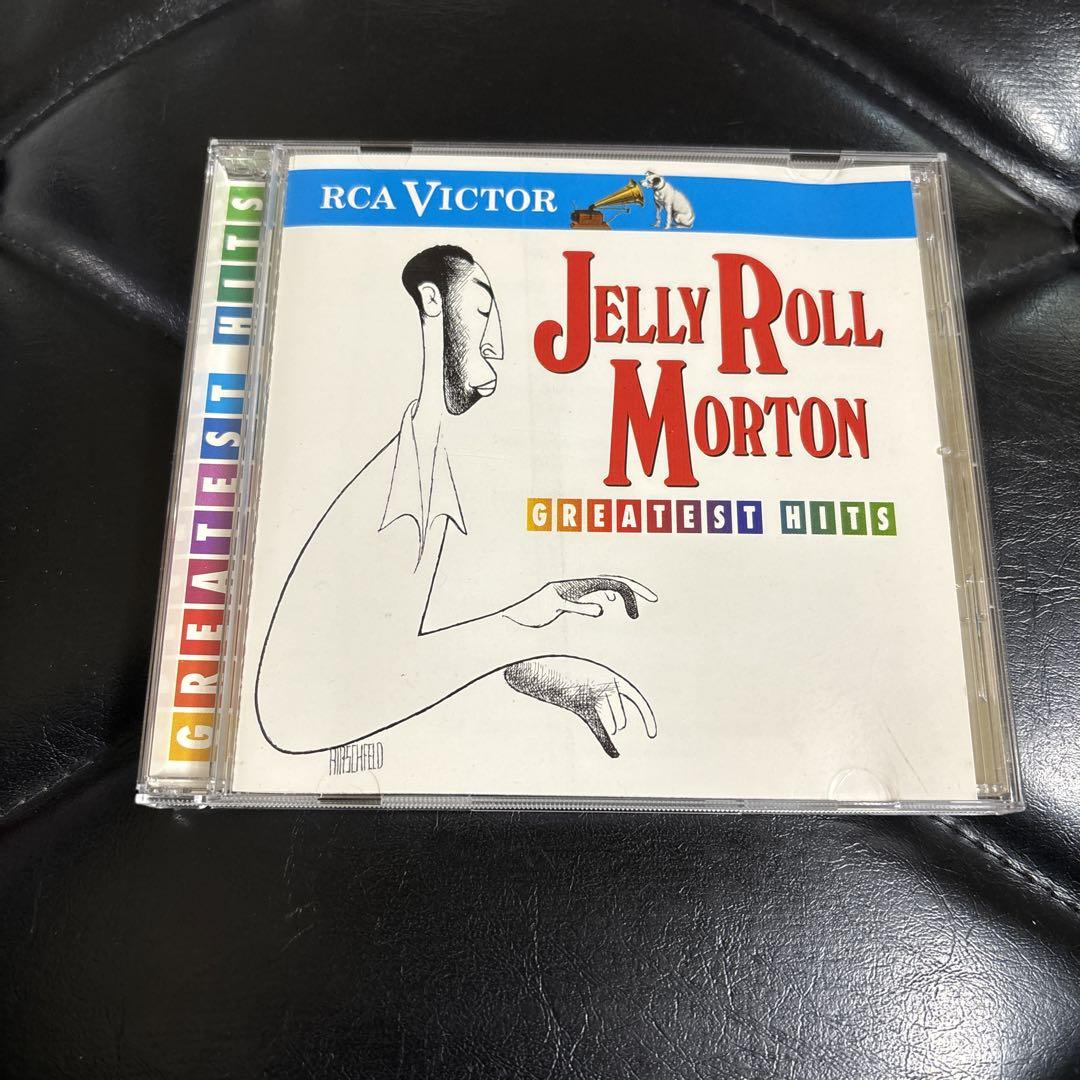 GREATEST HITS
RCA VICTOR
JELLY ROLL
MORTON
GREATEST HITS
HIRSCHFELD